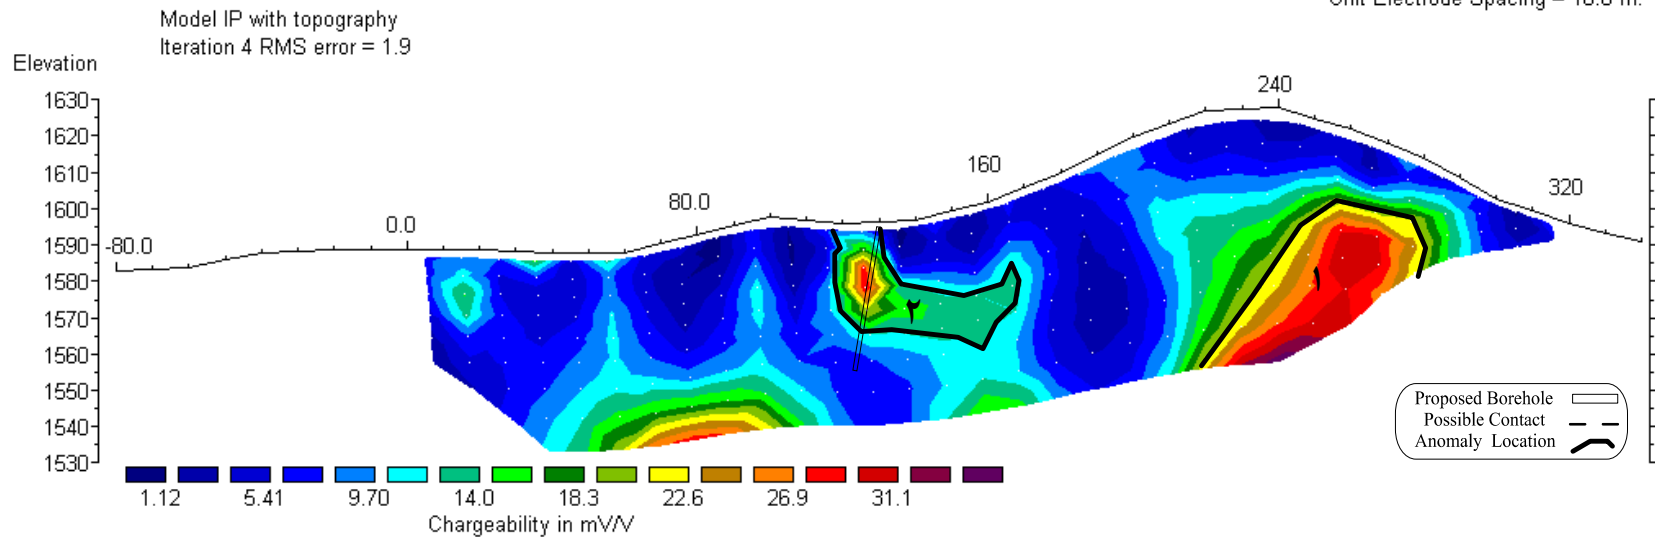 Model IP with topography
Iteration 4 RMS error = 1.9
Elevation
1630
1620
1610
1600
1590
1580
1570
1560
1550
1540
1530
-80.0
0.0
80.0
160
240
320
۲
۱
Proposed Borehole
Possible Contact
Anomaly Location
1.12 5.41 9.70 14.0 18.3 22.6 26.9 31.1
Chargeability in mV/V